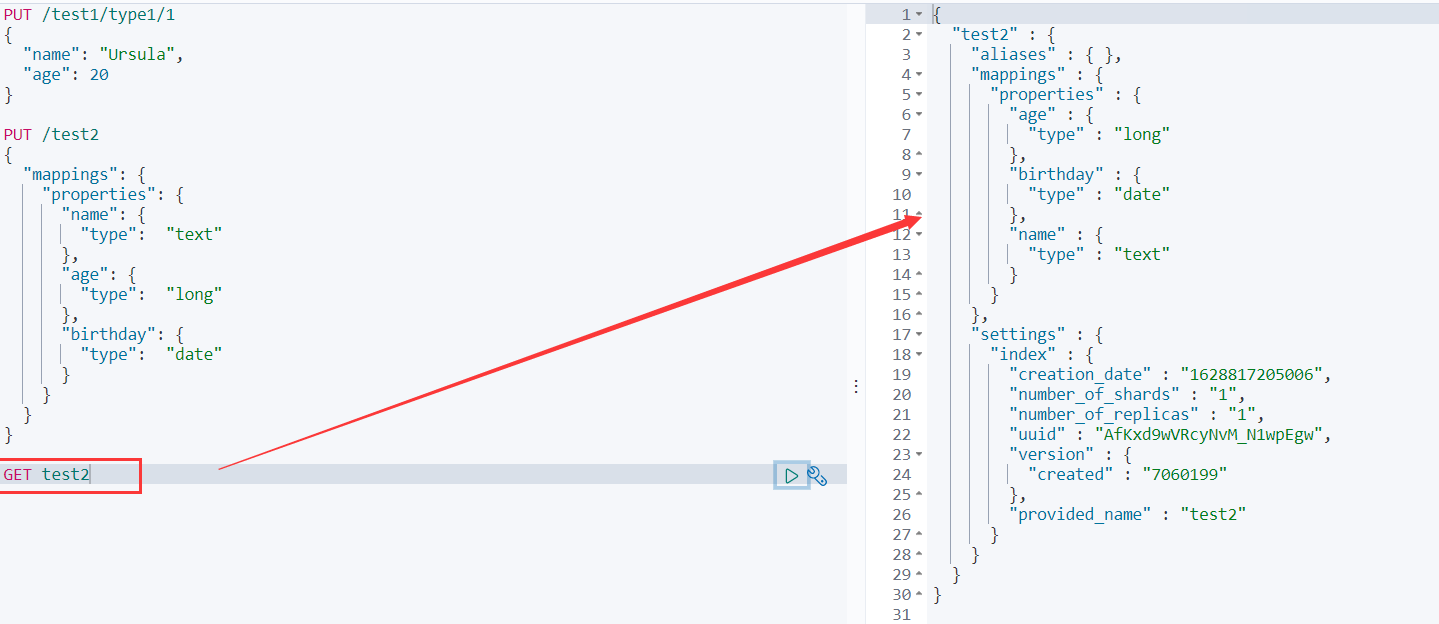 PUT /test1/type1/1
{
  "name": "Ursula",
  "age": 20
}

PUT /test2
{
  "mappings": {
    "properties": {
      "name": {
        "type":  "text"
      },
      "age": {
        "type":  "long"
      },
      "birthday": {
        "type":  "date"
      }
    }
  }
}

GET test2
1 {
2   "test2" : {
3     "aliases" : { },
4     "mappings" : {
5       "properties" : {
6         "age" : {
7           "type" : "long"
8         },
9         "birthday" : {
10           "type" : "date"
11         },
12         "name" : {
13           "type" : "text"
14         }
15       }
16     },
17     "settings" : {
18       "index" : {
19         "creation_date" : "1628817205006",
20         "number_of_shards" : "1",
21         "number_of_replicas" : "1",
22         "uuid" : "AfKxd9wVRcyNvM_N1wpEgw",
23         "version" : {
24           "created" : "7060199"
25         },
26         "provided_name" : "test2"
27       }
28     }
29   }
30 }
31